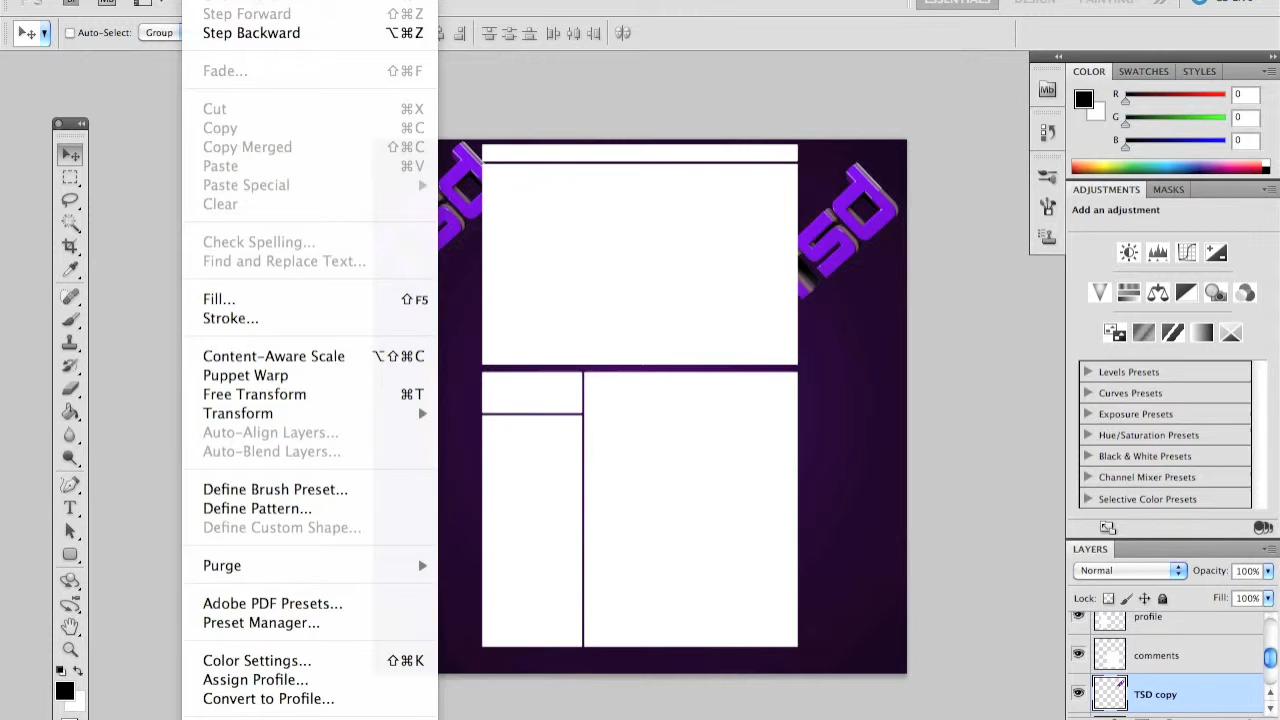 ESSENTIALS DESIGN PAINTING >> CS Live
Auto-Select: Group
Step Forward ⇧⌘Z
Step Backward ⌥⌘Z
Fade... ⇧⌘F
Cut ⌘X
Copy ⌘C
Copy Merged ⇧⌘C
Paste ⌘V
Paste Special
Clear
Check Spelling...
Find and Replace Text...
Fill... ⇧F5
Stroke...
Content-Aware Scale ⌥⇧⌘C
Puppet Warp
Free Transform ⌘T
Transform
Auto-Align Layers...
Auto-Blend Layers...
Define Brush Preset...
Define Pattern...
Define Custom Shape...
Purge
Adobe PDF Presets...
Preset Manager...
Color Settings... ⇧⌘K
Assign Profile...
Convert to Profile...
T
Mb
COLOR SWATCHES STYLES
R 0
G 0
B 0
ADJUSTMENTS MASKS
Add an adjustment
Levels Presets
Curves Presets
Exposure Presets
Hue/Saturation Presets
Black & White Presets
Channel Mixer Presets
Selective Color Presets
LAYERS
Normal Opacity: 100%
Lock: Fill: 100%
profile
comments
TSD copy